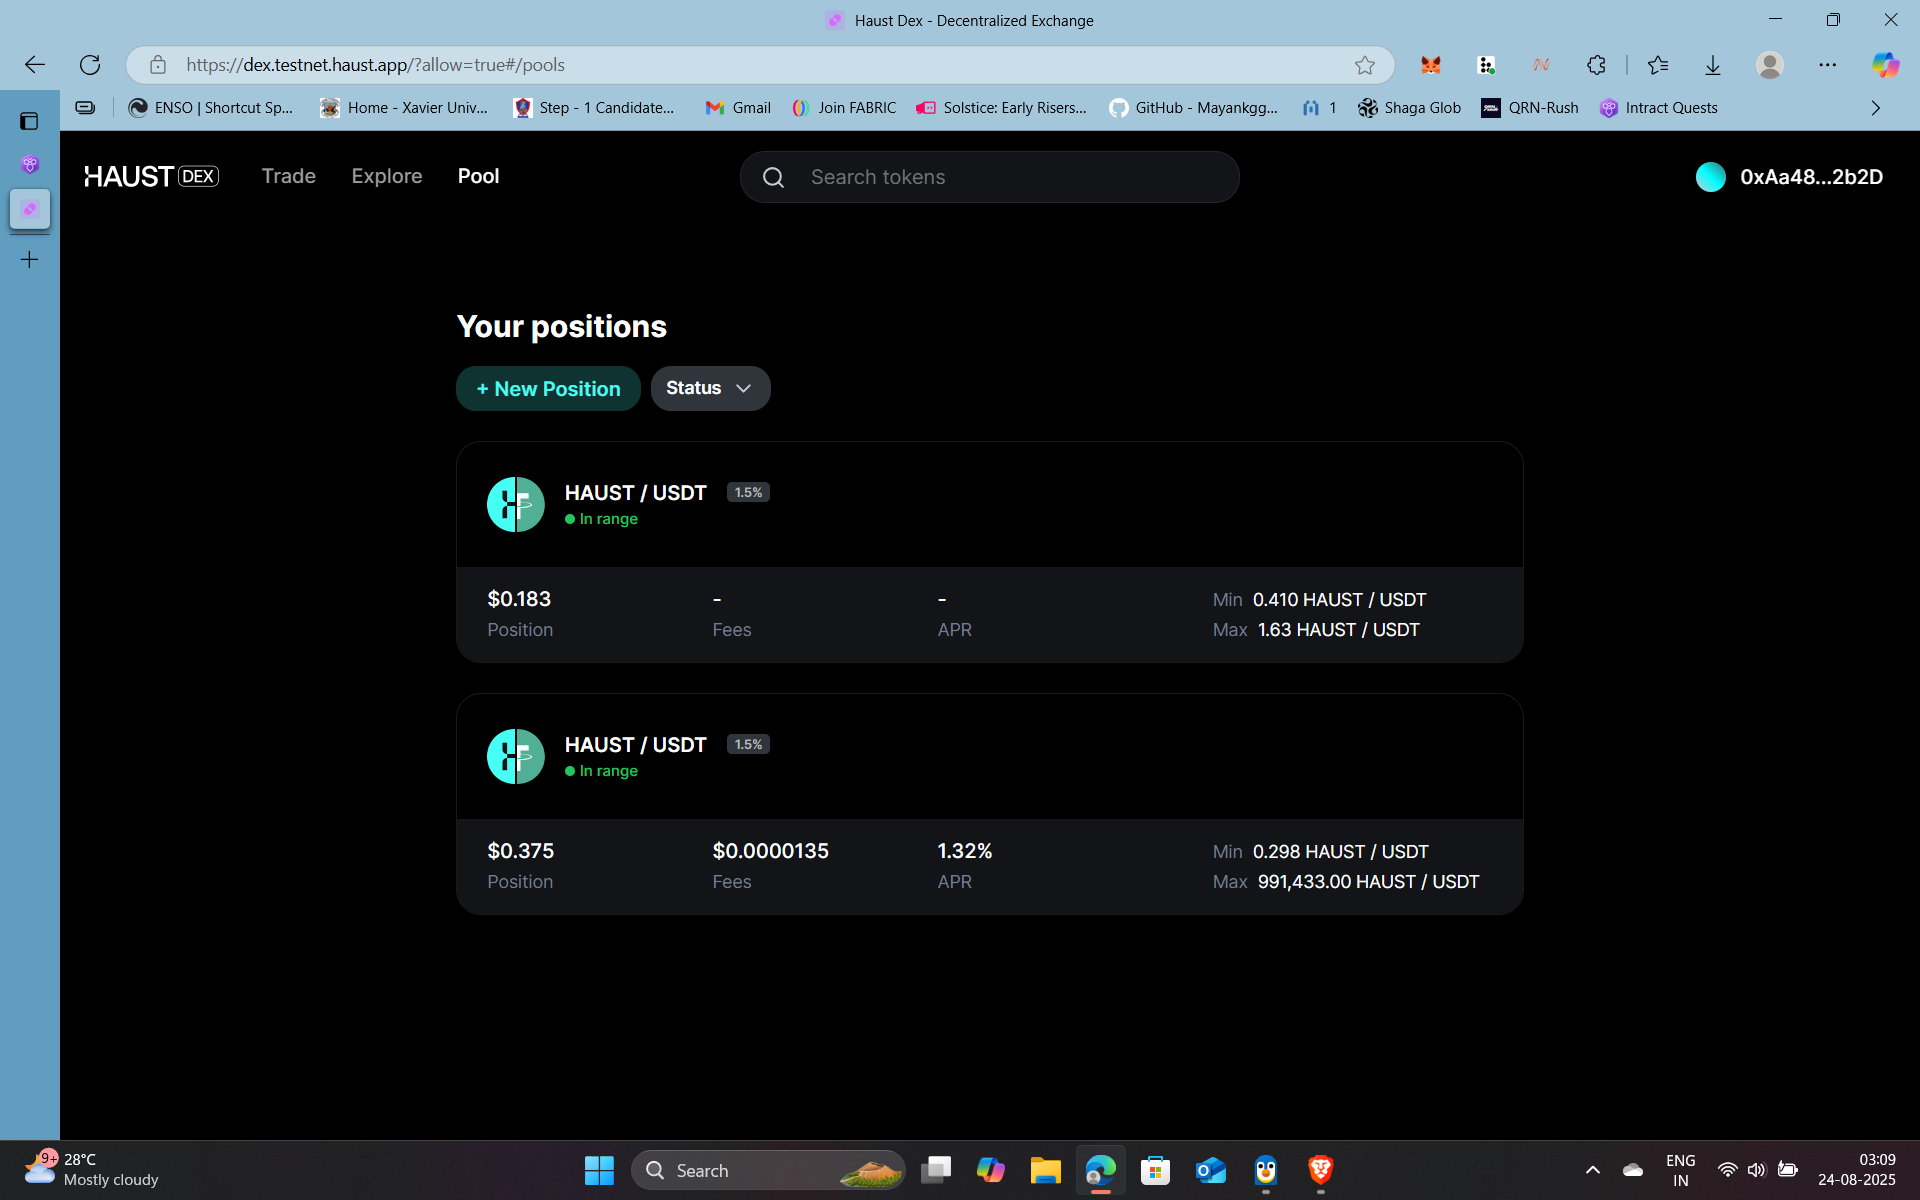 Haust Dex - Decentralized Exchange
https://dex.testnet.haust.app/?allow=true#/pools
ENSO | Shortcut Sp...
Home - Xavier Univ...
Step - 1 Candidate...
Gmail
Join FABRIC
Solstice: Early Risers...
GitHub - Mayankgg...
1
Shaga Glob
QRN-Rush
Intract Quests
HAUST DEX
Trade
Explore
Pool
Search tokens
0xAa48...2b2D
Your positions
+ New Position
Status
HAUST / USDT 1.5%
In range
$0.183 - - Min 0.410 HAUST / USDT
Position Fees APR Max 1.63 HAUST / USDT
HAUST / USDT 1.5%
In range
$0.375 $0.0000135 1.32% Min 0.298 HAUST / USDT
Position Fees APR Max 991,433.00 HAUST / USDT
9+
28°C
Mostly cloudy
Search
ENG
IN
03:09
24-08-2025